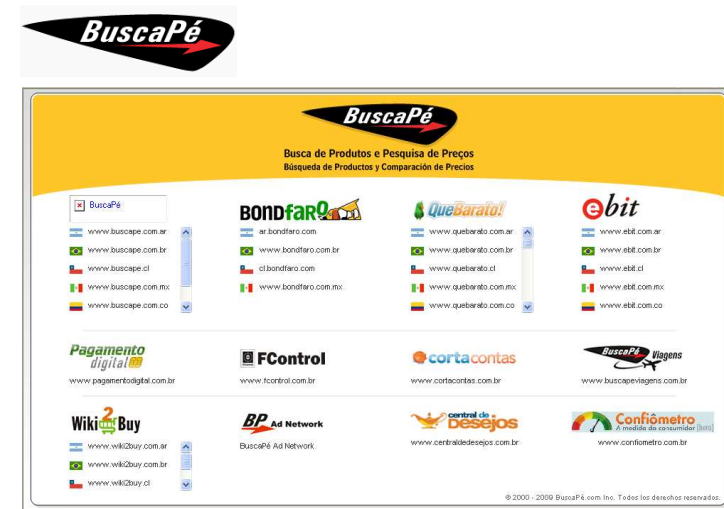 BuscaPé
BuscaPé
Busca de Produtos e Pesquisa de Preços
Búsqueda de Productos y Comparación de Precios
BuscaPé
www.buscape.com.ar
www.buscape.com.br
www.buscape.cl
www.buscape.com.mx
www.buscape.com.co
BONDFARO
ar.bondfaro.com
www.bondfaro.com.br
cl.bondfaro.com
www.bondfaro.com.mx
QueBarato!
www.quebarato.com.ar
www.quebarato.com.br
www.quebarato.cl
www.quebarato.com.mx
www.quebarato.com.co
ebit
www.ebit.com.ar
www.ebit.com.br
www.ebit.cl
www.ebit.com.mx
www.ebit.com.co
Pagamento
digital
www.pagamentodigital.com.br
FControl
www.fcontrol.com.br
cortacontas
www.cortacontas.com.br
BuscaPé Viagens
www.buscapeviagens.com.br
Wiki2Buy
www.wiki2buy.com.ar
www.wiki2buy.com.br
www.wiki2buy.cl
BP Ad Network
BuscaPé Ad Network
central de
Desejos
www.centraldedesejos.com.br
Confiômetro
A medida do consumidor [beta]
www.confiometro.com.br
© 2000 - 2009 BuscaPé.com Inc. Todos los derechos reservados.